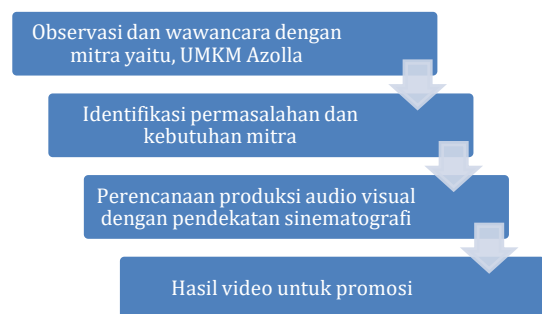 Observasi dan wawancara dengan
mitra yaitu, UMKM Azolla
Identifikasi permasalahan dan
kebutuhan mitra
Perencanaan produksi audio visual
dengan pendekatan sinematografi
Hasil video untuk promosi